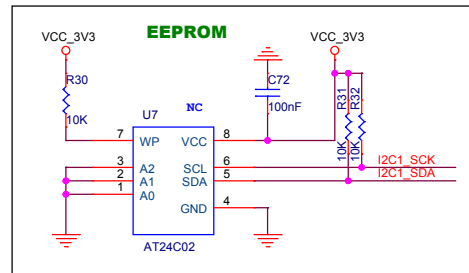 EEPROM
VCC_3V3
VCC_3V3
R30
10K
C72
100nF
R31
10K
R32
10K
U7
NC
7
WP
VCC
8
3
A2
2
A1
1
A0
SCL
6
I2C1_SCK
SDA
5
I2C1_SDA
GND
4
AT24C02